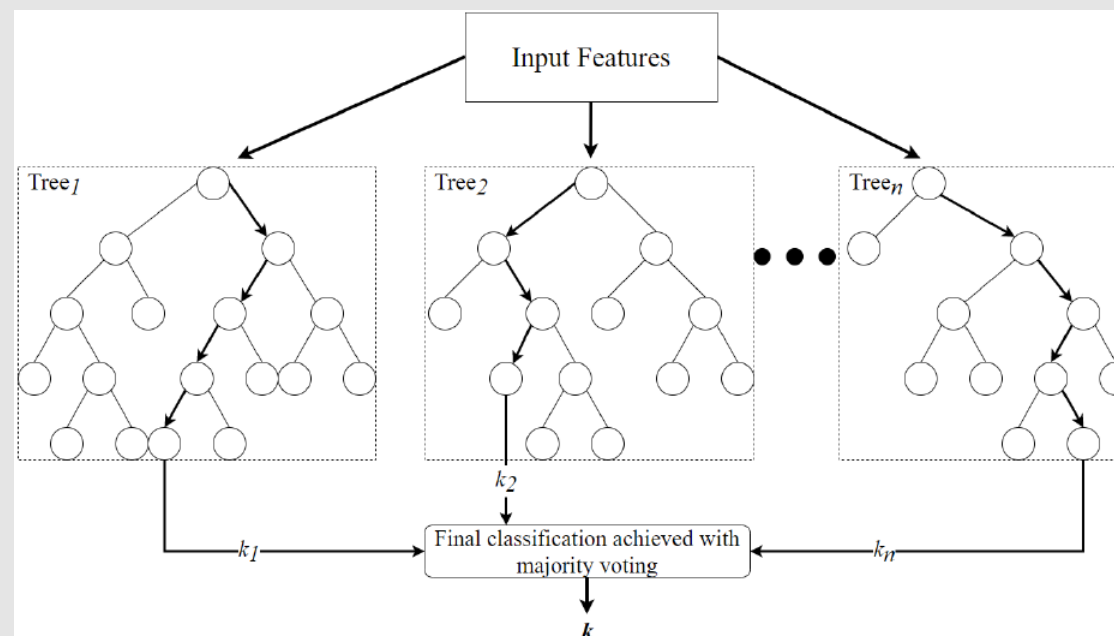 Input Features
Tree1
Tree2
Treen
k2
k1
Final classification achieved with
majority voting
kn
k